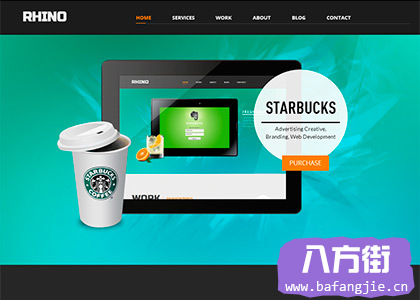 RHINO
HOME SERVICES WORK ABOUT BLOG CONTACT
RHINO
STARBUCKS
Advertising Creative,
Branding, Web Development
PURCHASE
STARBUCKS
COFFEE
WORK
八方街
www.bafangjie.cn